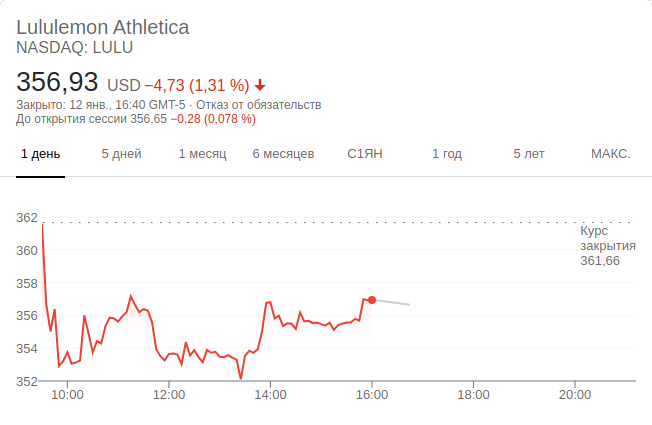 Lululemon Athletica
NASDAQ: LULU
356,93 USD −4,73 (1,31 %)
Закрыто: 12 янв., 16:40 GMT-5 · Отказ от обязательств
До открытия сессии 356,65 −0,28 (0,078 %)
1 день 5 дней 1 месяц 6 месяцев С1ЯН 1 год 5 лет МАКС.
362
Курс
закрытия
361,66
360
358
356
354
352
10:00 12:00 14:00 16:00 18:00 20:00